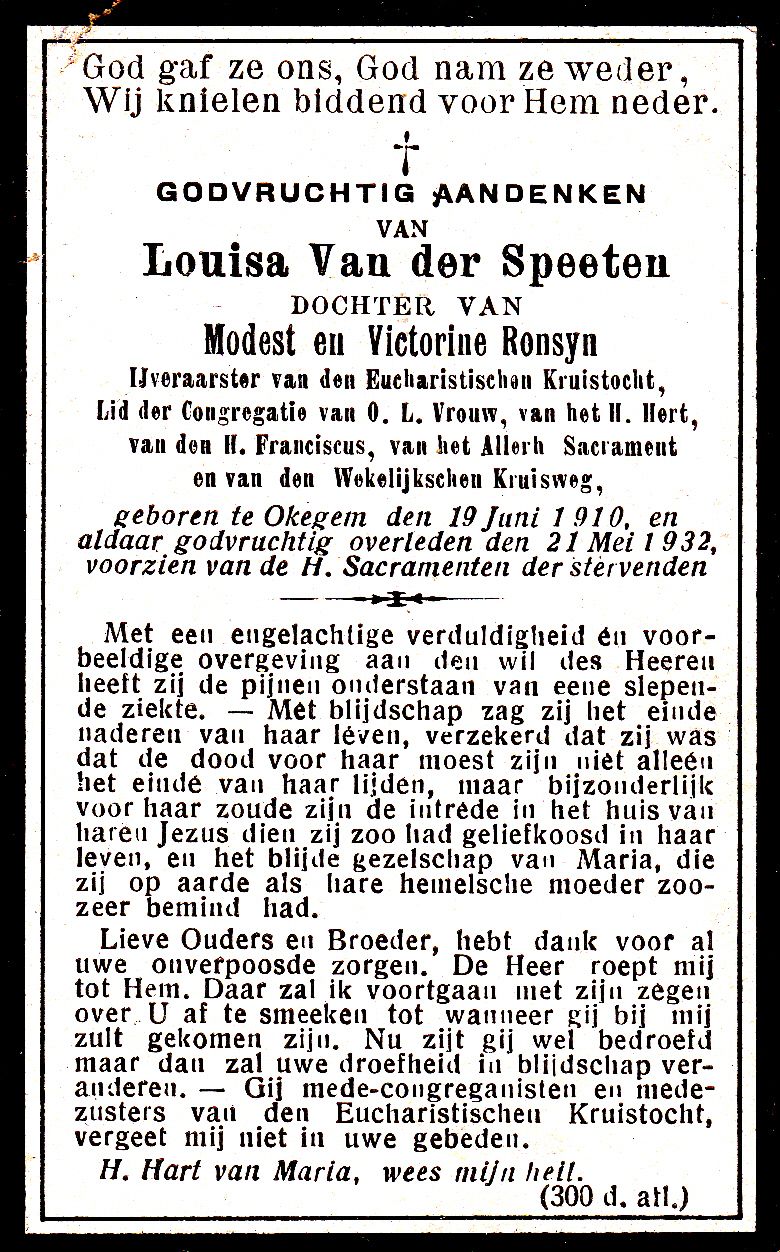 God gaf ze ons, God nam ze weder,
Wij knielen biddend voor Hem neder.
†
GODVRUCHTIG AANDENKEN
VAN
Louisa Van der Speeten
DOCHTER VAN
Modest en Victorine Ronsyn
IJveraarster van den Eucharistischen Kruistocht,
Lid der Congregatie van O. L. Vrouw, van het H. Hert,
van den H. Franciscus, van het Allerh Sacrament
en van den Wekelijkschen Kruisweg,
geboren te Okegem den 19 Juni 1910, en
aldaar godvruchtig overleden den 21 Mei 1932,
voorzien van de H. Sacramenten der stervenden
Met een engelachtige verduldigheid én voor-
beeldige overgeving aan den wil des Heeren
heeft zij de pijnen onderstaan van eene slepen-
de ziekte. — Met blijdschap zag zij het einde
naderen van haar léven, verzekerd dat zij was
dat de dood voor haar moest zijn niét alleén
het eindé van haar lijden, maar bijzonderlijk
voor haar zoude zijn de intréde in het huis van
haren Jezus dien zij zoo had geliefkoosd in haar
leven, en het blijde gezelschap van Maria, die
zij op aarde als hare hemelsche moeder zoo-
zeer bemind had.
Lieve Ouders en Broeder, hebt dank voor al
uwe onverpoosde zorgen. De Heer roept mij
tot Hem. Daar zal ik voortgaan met zijn zégen
over U af te smeeken tot wanneer gij bij mij
zult gekomen zijn. Nu zijt gij wel bedroefd
maar dan zal uwe droefheid in blijdschap ver-
anderen. — Gij mede-congreganisten en mede-
zusters van den Eucharistischen Kruistocht,
vergeet mij niet in uwe gebeden.
H. Hart van Maria, wees mijn heil.
(300 d. afl.)